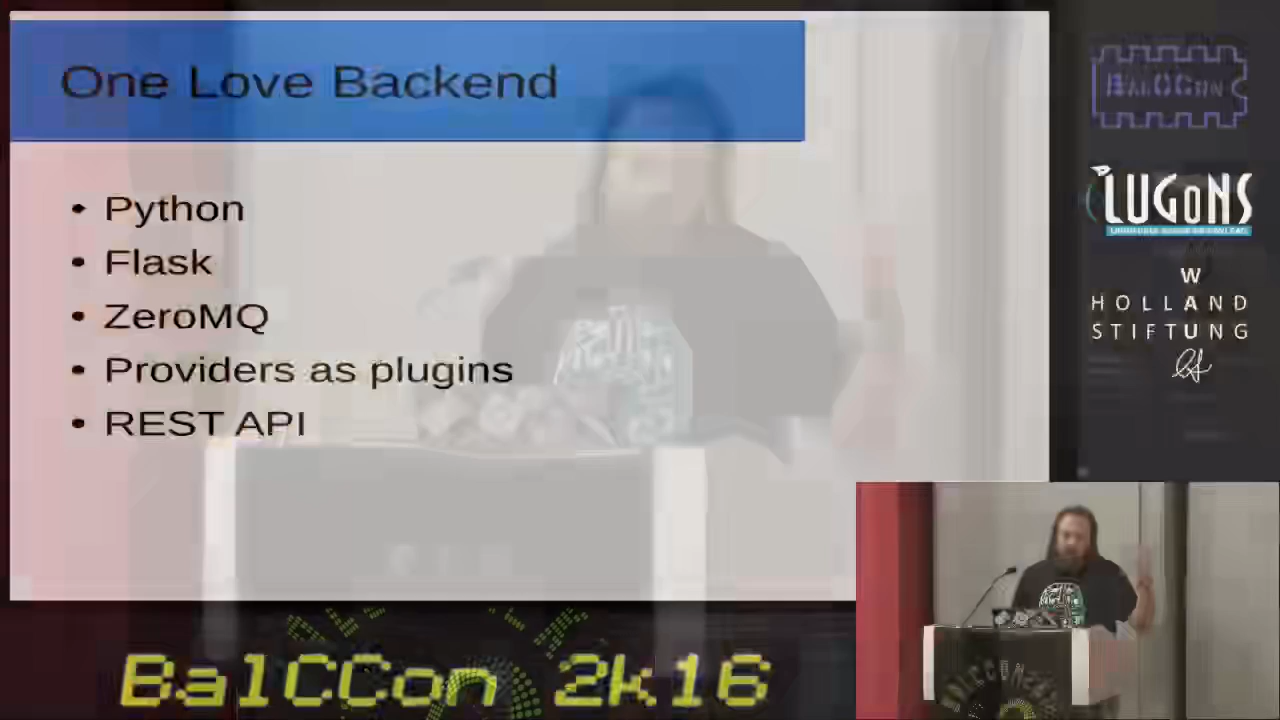 One Love Backend
• Python
• Flask
• ZeroMQ
• Providers as plugins
• REST API
BalCCon
LUGoNS
W
HOLLAND
STIFTUNG
BalCCon 2k16